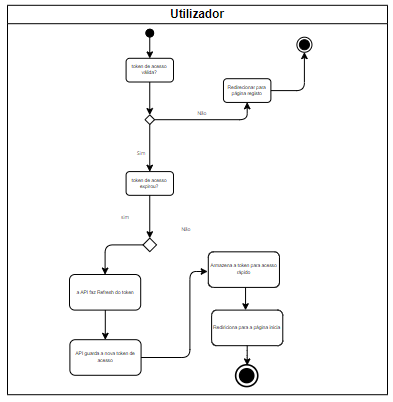 Utilizador
token de acesso
válida?
Redirecionar para
página registo
Não
Sim
token de acesso
expirou?
sim
Não
Armazena a token para acesso
rápido
a API faz Refresh do token
Redireciona para a página inicial
API guarda a nova token de
acesso